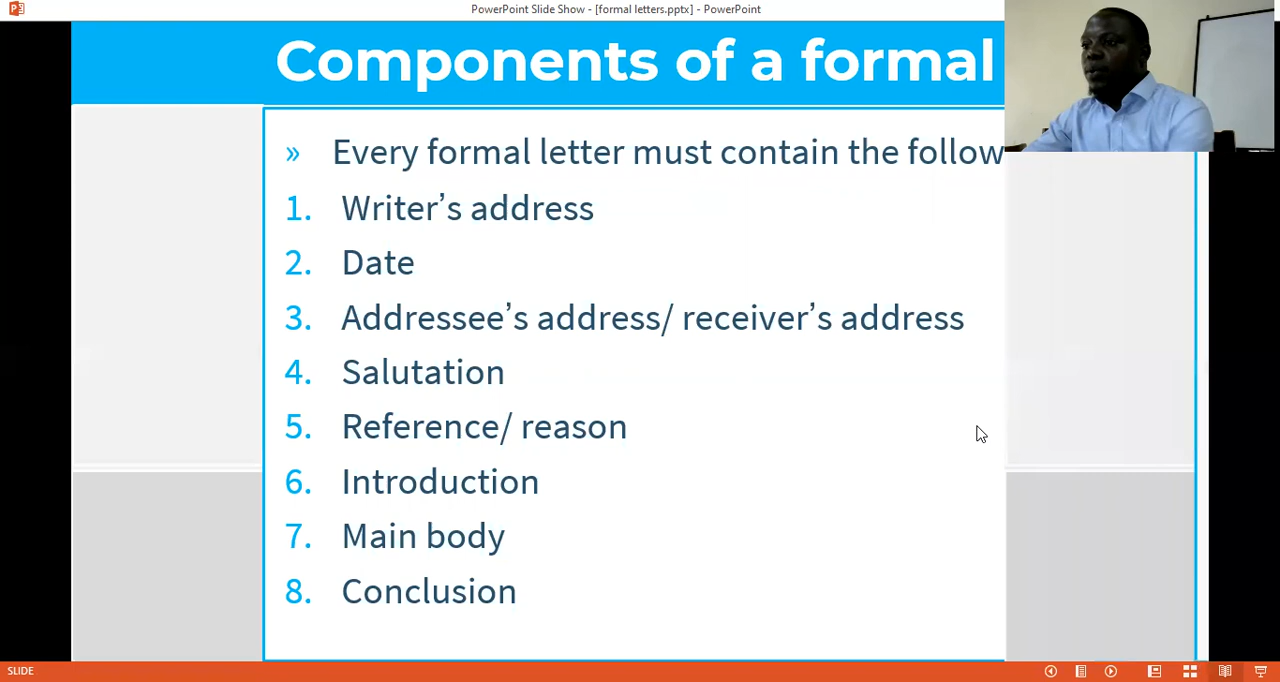 PowerPoint Slide Show - [formal letters.pptx] - PowerPoint
Components of a formal
» Every formal letter must contain the follow
1. Writer’s address
2. Date
3. Addressee’s address/ receiver’s address
4. Salutation
5. Reference/ reason
6. Introduction
7. Main body
8. Conclusion
SLIDE